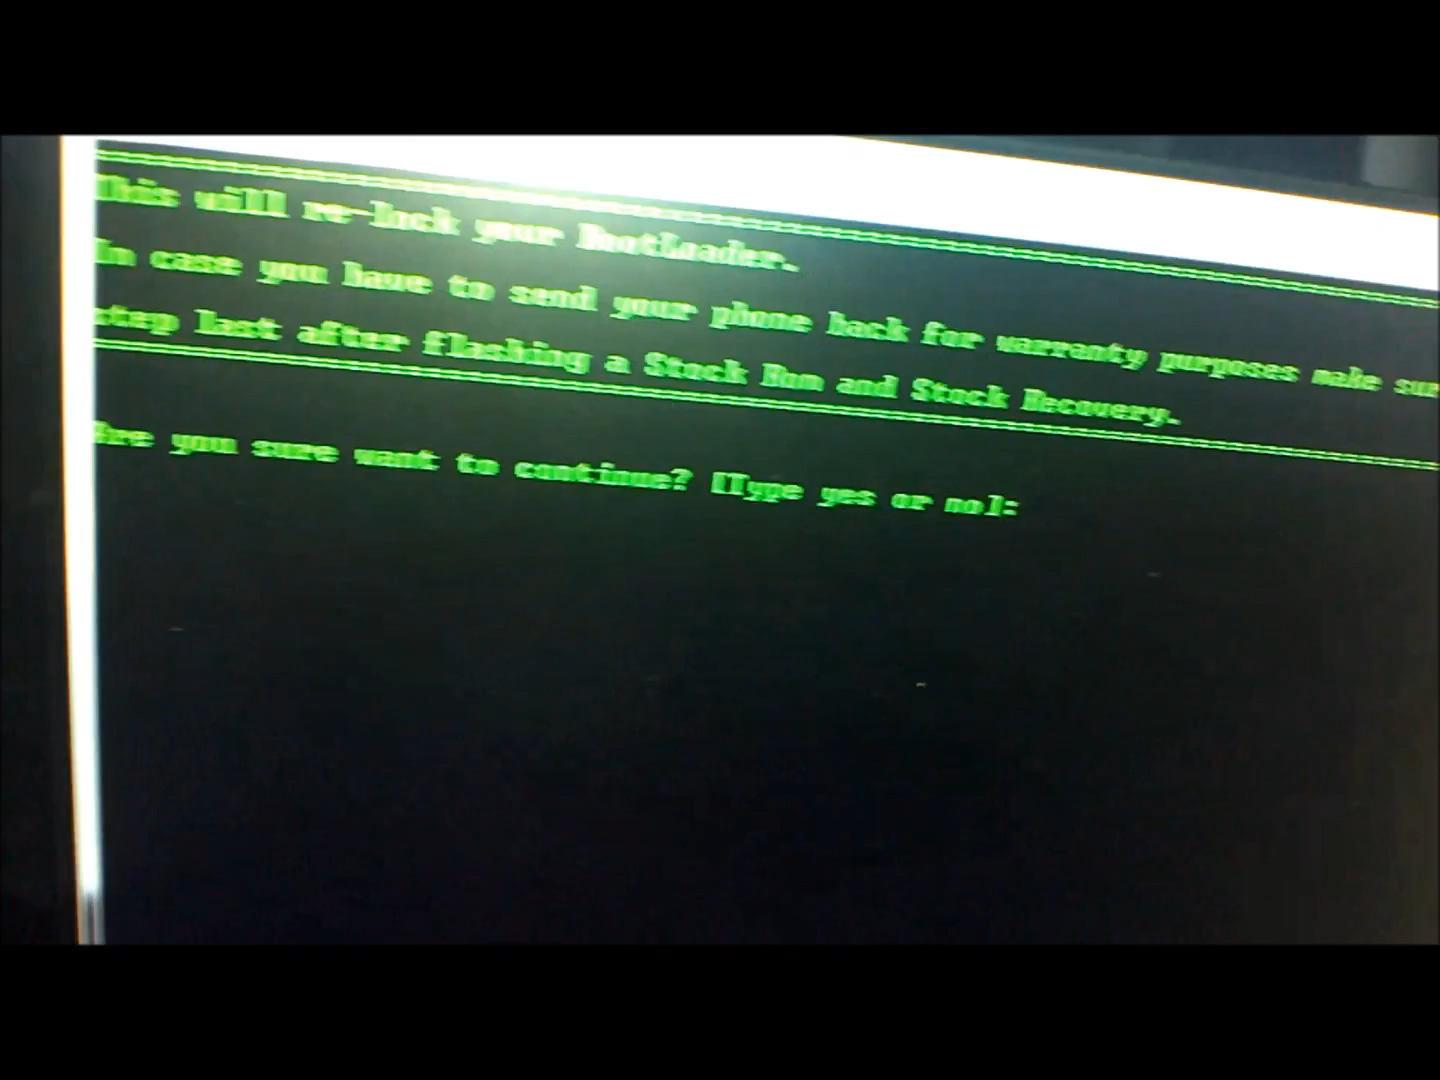 This will re-lock your BootLoader.
In case you have to send your phone back for warranty purposes make
step last after flashing a Stock Rom and Stock Recovery.
Are you sure want to continue? [Type yes or no]: